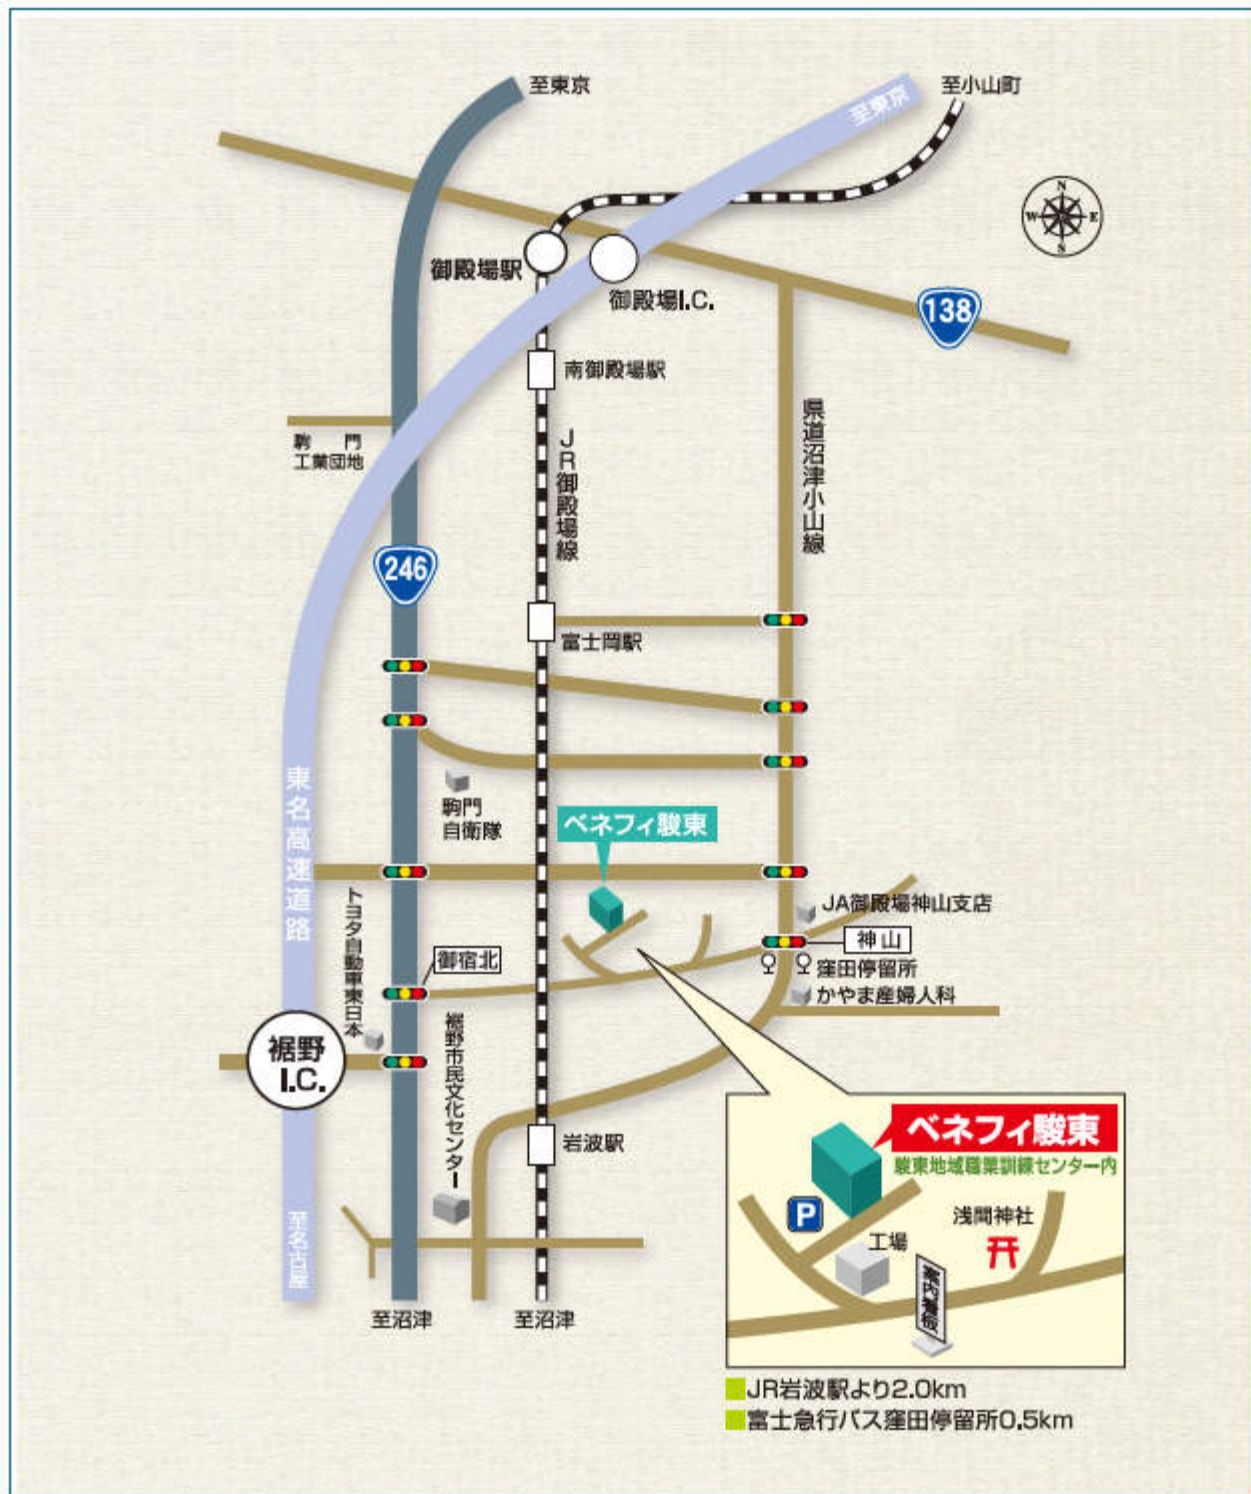 至東京
至東京
至小山町
N
W
E
S
御殿場駅
御殿場I.C.
138
南御殿場駅
駒門
工業団地
JR御殿場線
県道沼津小山線
246
富士岡駅
東名高速道路
駒門
自衛隊
ベネフィ駿東
トヨタ自動車東日本
JA御殿場神山支店
神山
御宿北
窪田停留所
かやま産婦人科
裾野
I.C.
裾野市民文化センター
岩波駅
ベネフィ駿東
駿東地域職業訓練センター内
P
浅間神社
工場
案内看板
至名古屋
至沼津
至沼津
JR岩波駅より2.0km
富士急行バス窪田停留所0.5km